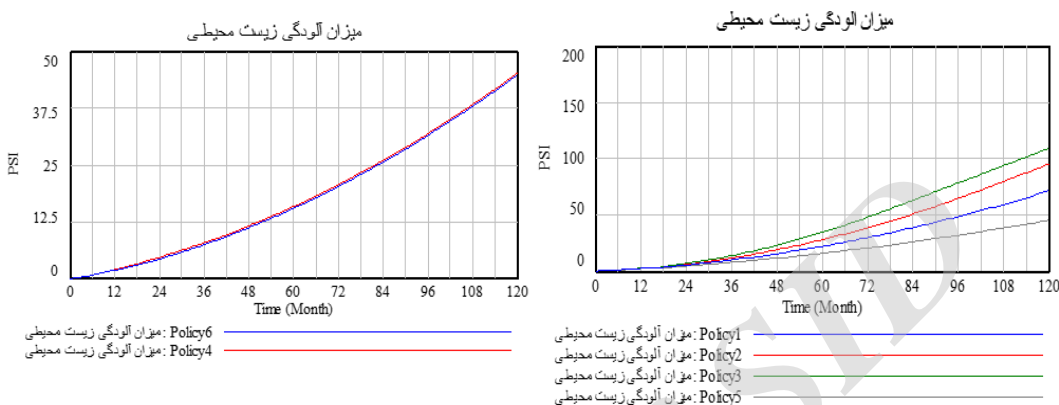 میزان آلودگی زیست محیطی
50
37.5
25
12.5
0
PSI
0 12 24 36 48 60 72 84 96 108 120
Time (Month)
میزان آلودگی زیست محیطی : Policy6
میزان آلودگی زیست محیطی : Policy4
میزان الودگی زیست محیطی
200
150
100
50
0
PSI
0 12 24 36 48 60 72 84 96 108 120
Time (Month)
میزان آلودگی زیست محیطی : Policy1
میزان آلودگی زیست محیطی : Policy2
میزان آلودگی زیست محیطی : Policy3
میزان آلودگی زیست محیطی : Policy5
SID